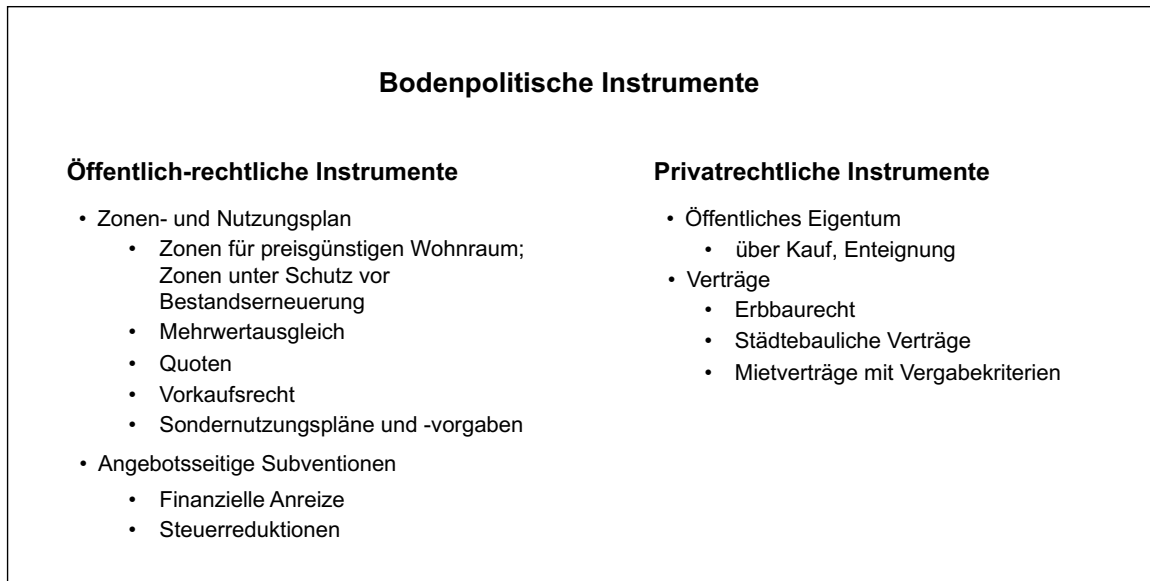 Bodenpolitische Instrumente
Öffentlich-rechtliche Instrumente
• Zonen- und Nutzungsplan
• Zonen für preisgünstigen Wohnraum;
Zonen unter Schutz vor
Bestandserneuerung
• Mehrwertausgleich
• Quoten
• Vorkaufsrecht
• Sondernutzungspläne und -vorgaben
• Angebotsseitige Subventionen
• Finanzielle Anreize
• Steuerreduktionen
Privatrechtliche Instrumente
• Öffentliches Eigentum
• über Kauf, Enteignung
• Verträge
• Erbbaurecht
• Städtebauliche Verträge
• Mietverträge mit Vergabekriterien